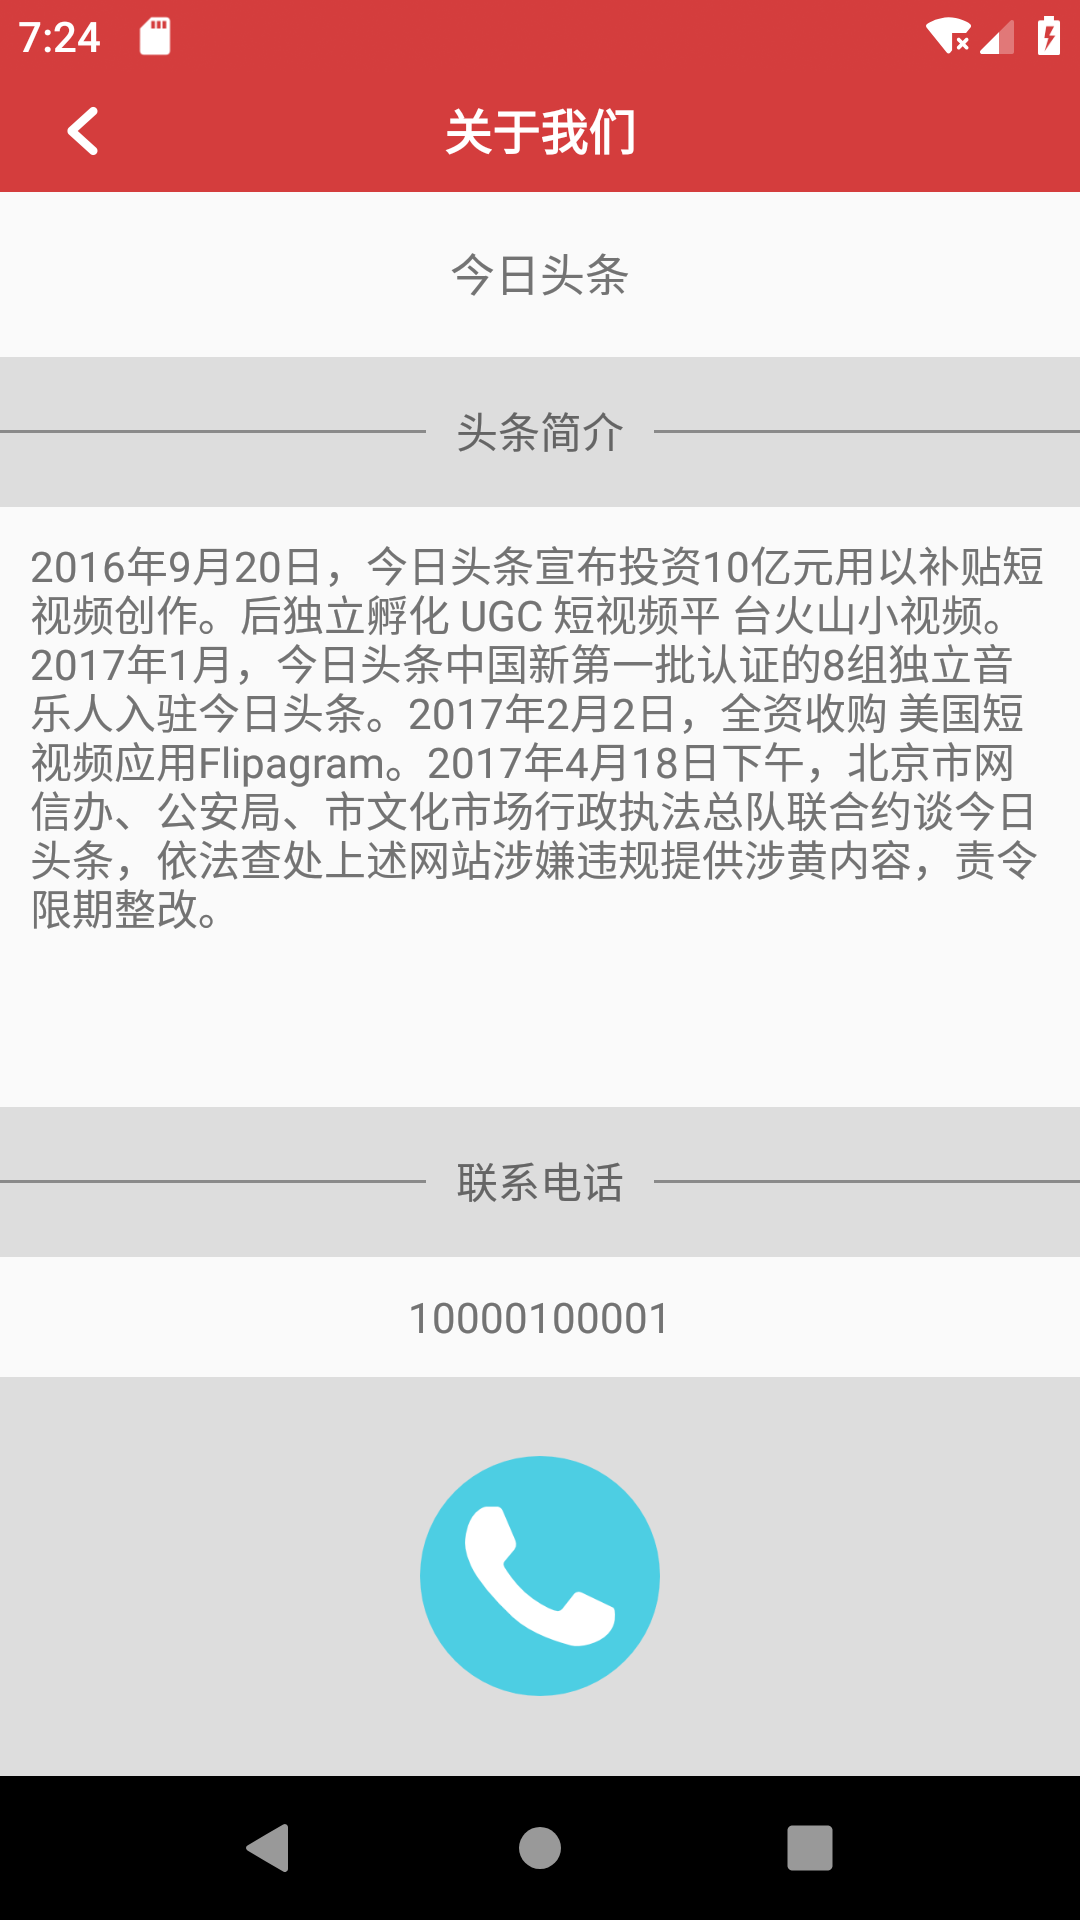 7:24
关于我们
今日头条
头条简介
2016年9月20日，今日头条宣布投资10亿元用以补贴短
视频创作。后独立孵化 UGC 短视频平 台火山小视频。
2017年1月，今日头条中国新第一批认证的8组独立音
乐人入驻今日头条。2017年2月2日，全资收购 美国短
视频应用Flipagram。2017年4月18日下午，北京市网
信办、公安局、市文化市场行政执法总队联合约谈今日
头条，依法查处上述网站涉嫌违规提供涉黄内容，责令
限期整改。
联系电话
10000100001